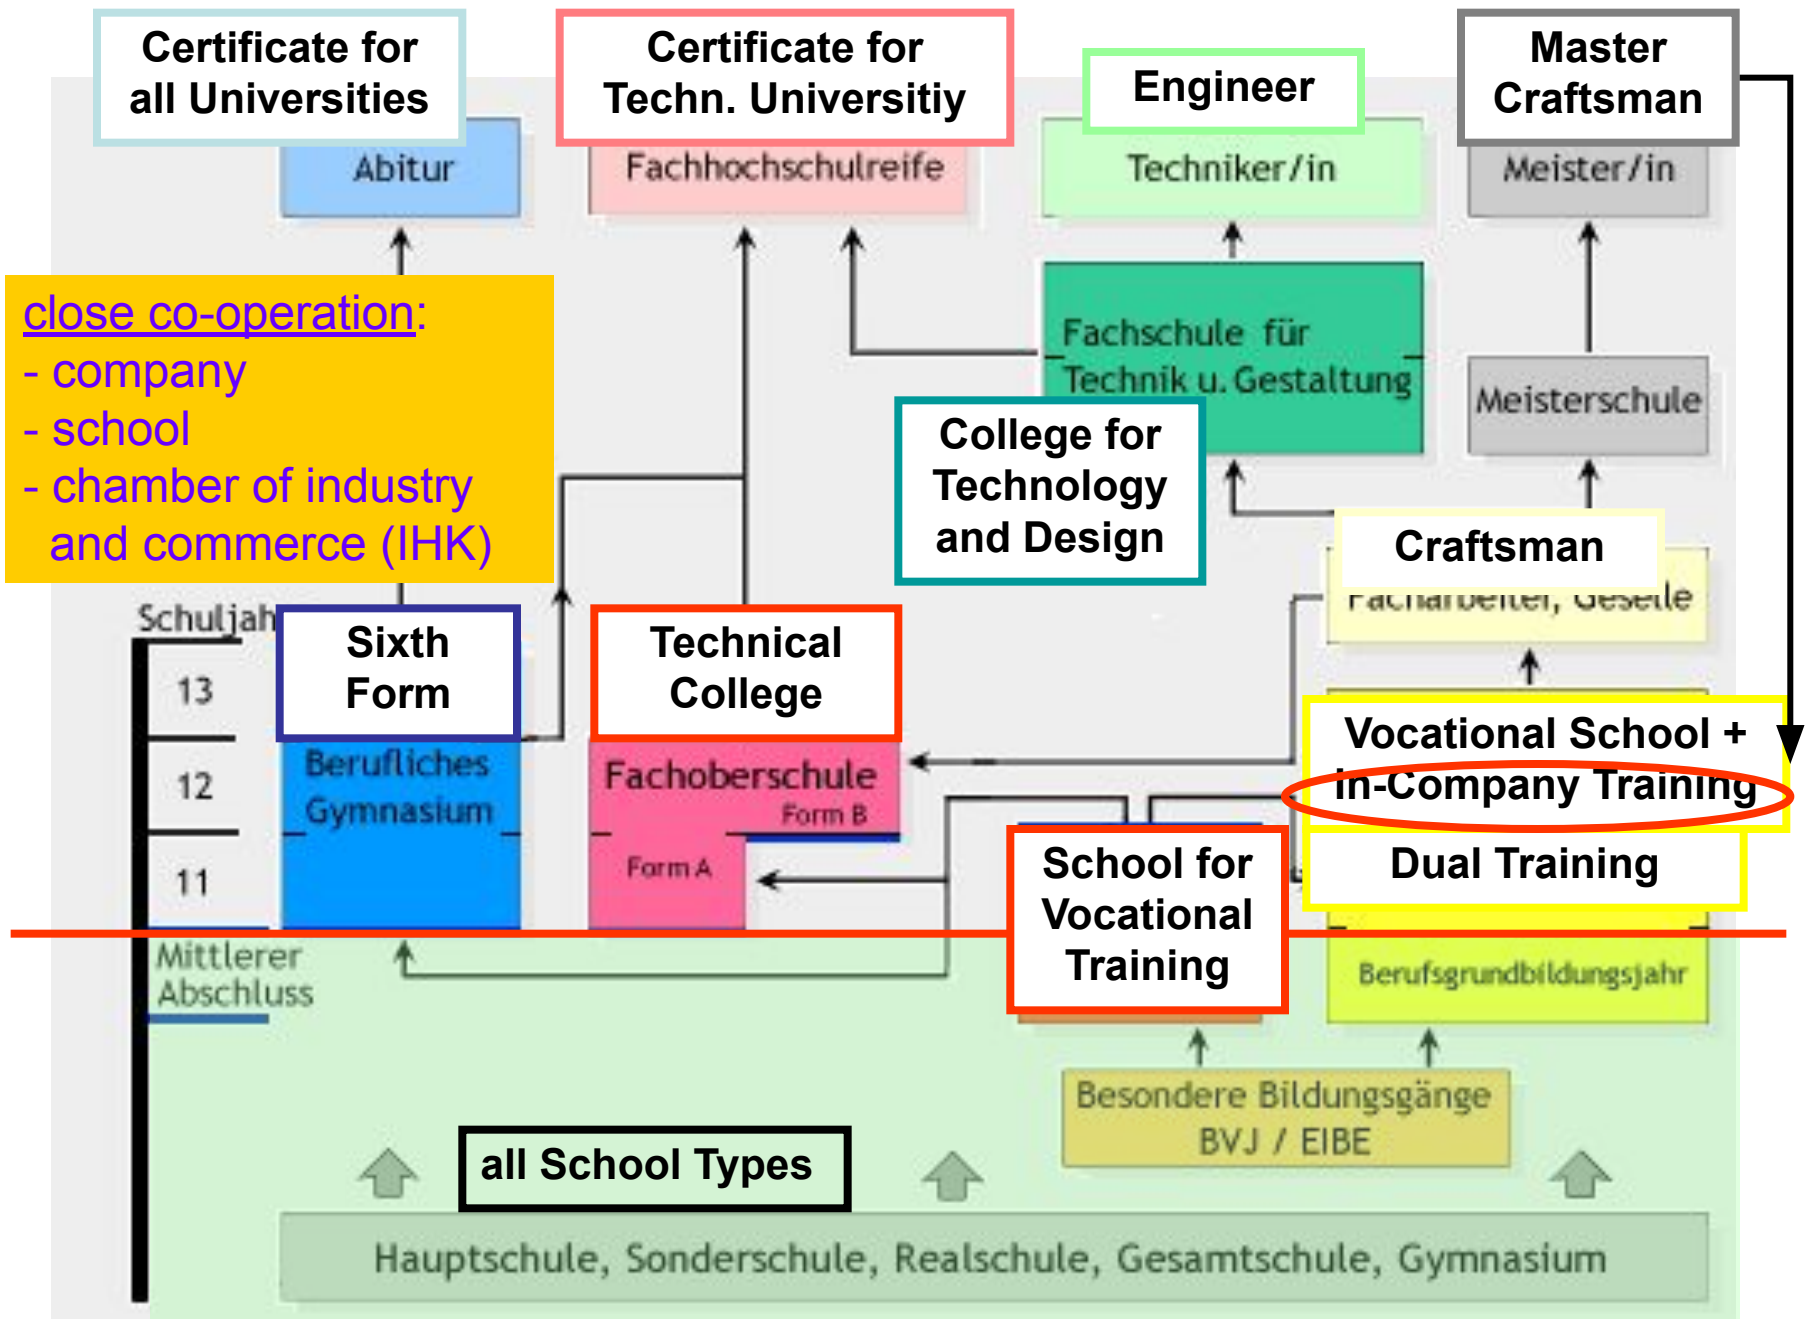 Certificate for
all Universities
Certificate for
Techn. Universitiy
Engineer
Master
Craftsman
Abitur
Fachhochschulreife
Techniker/in
Meister/in
close co-operation:
- company
- school
- chamber of industry
and commerce (IHK)
Fachschule für
Technik u. Gestaltung
Meisterschule
College for
Technology
and Design
Craftsman
Facharbeiter, Geselle
Schuljah
Sixth
Form
Technical
College
13
12
11
Berufliches
Gymnasium
Fachoberschule
Form B
Form A
Vocational School +
in-Company Training
Dual Training
School for
Vocational
Training
Mittlerer
Abschluss
Berufsgrundbildungsjahr
Besondere Bildungsgänge
BVJ / EIBE
all School Types
Hauptschule, Sonderschule, Realschule, Gesamtschule, Gymnasium